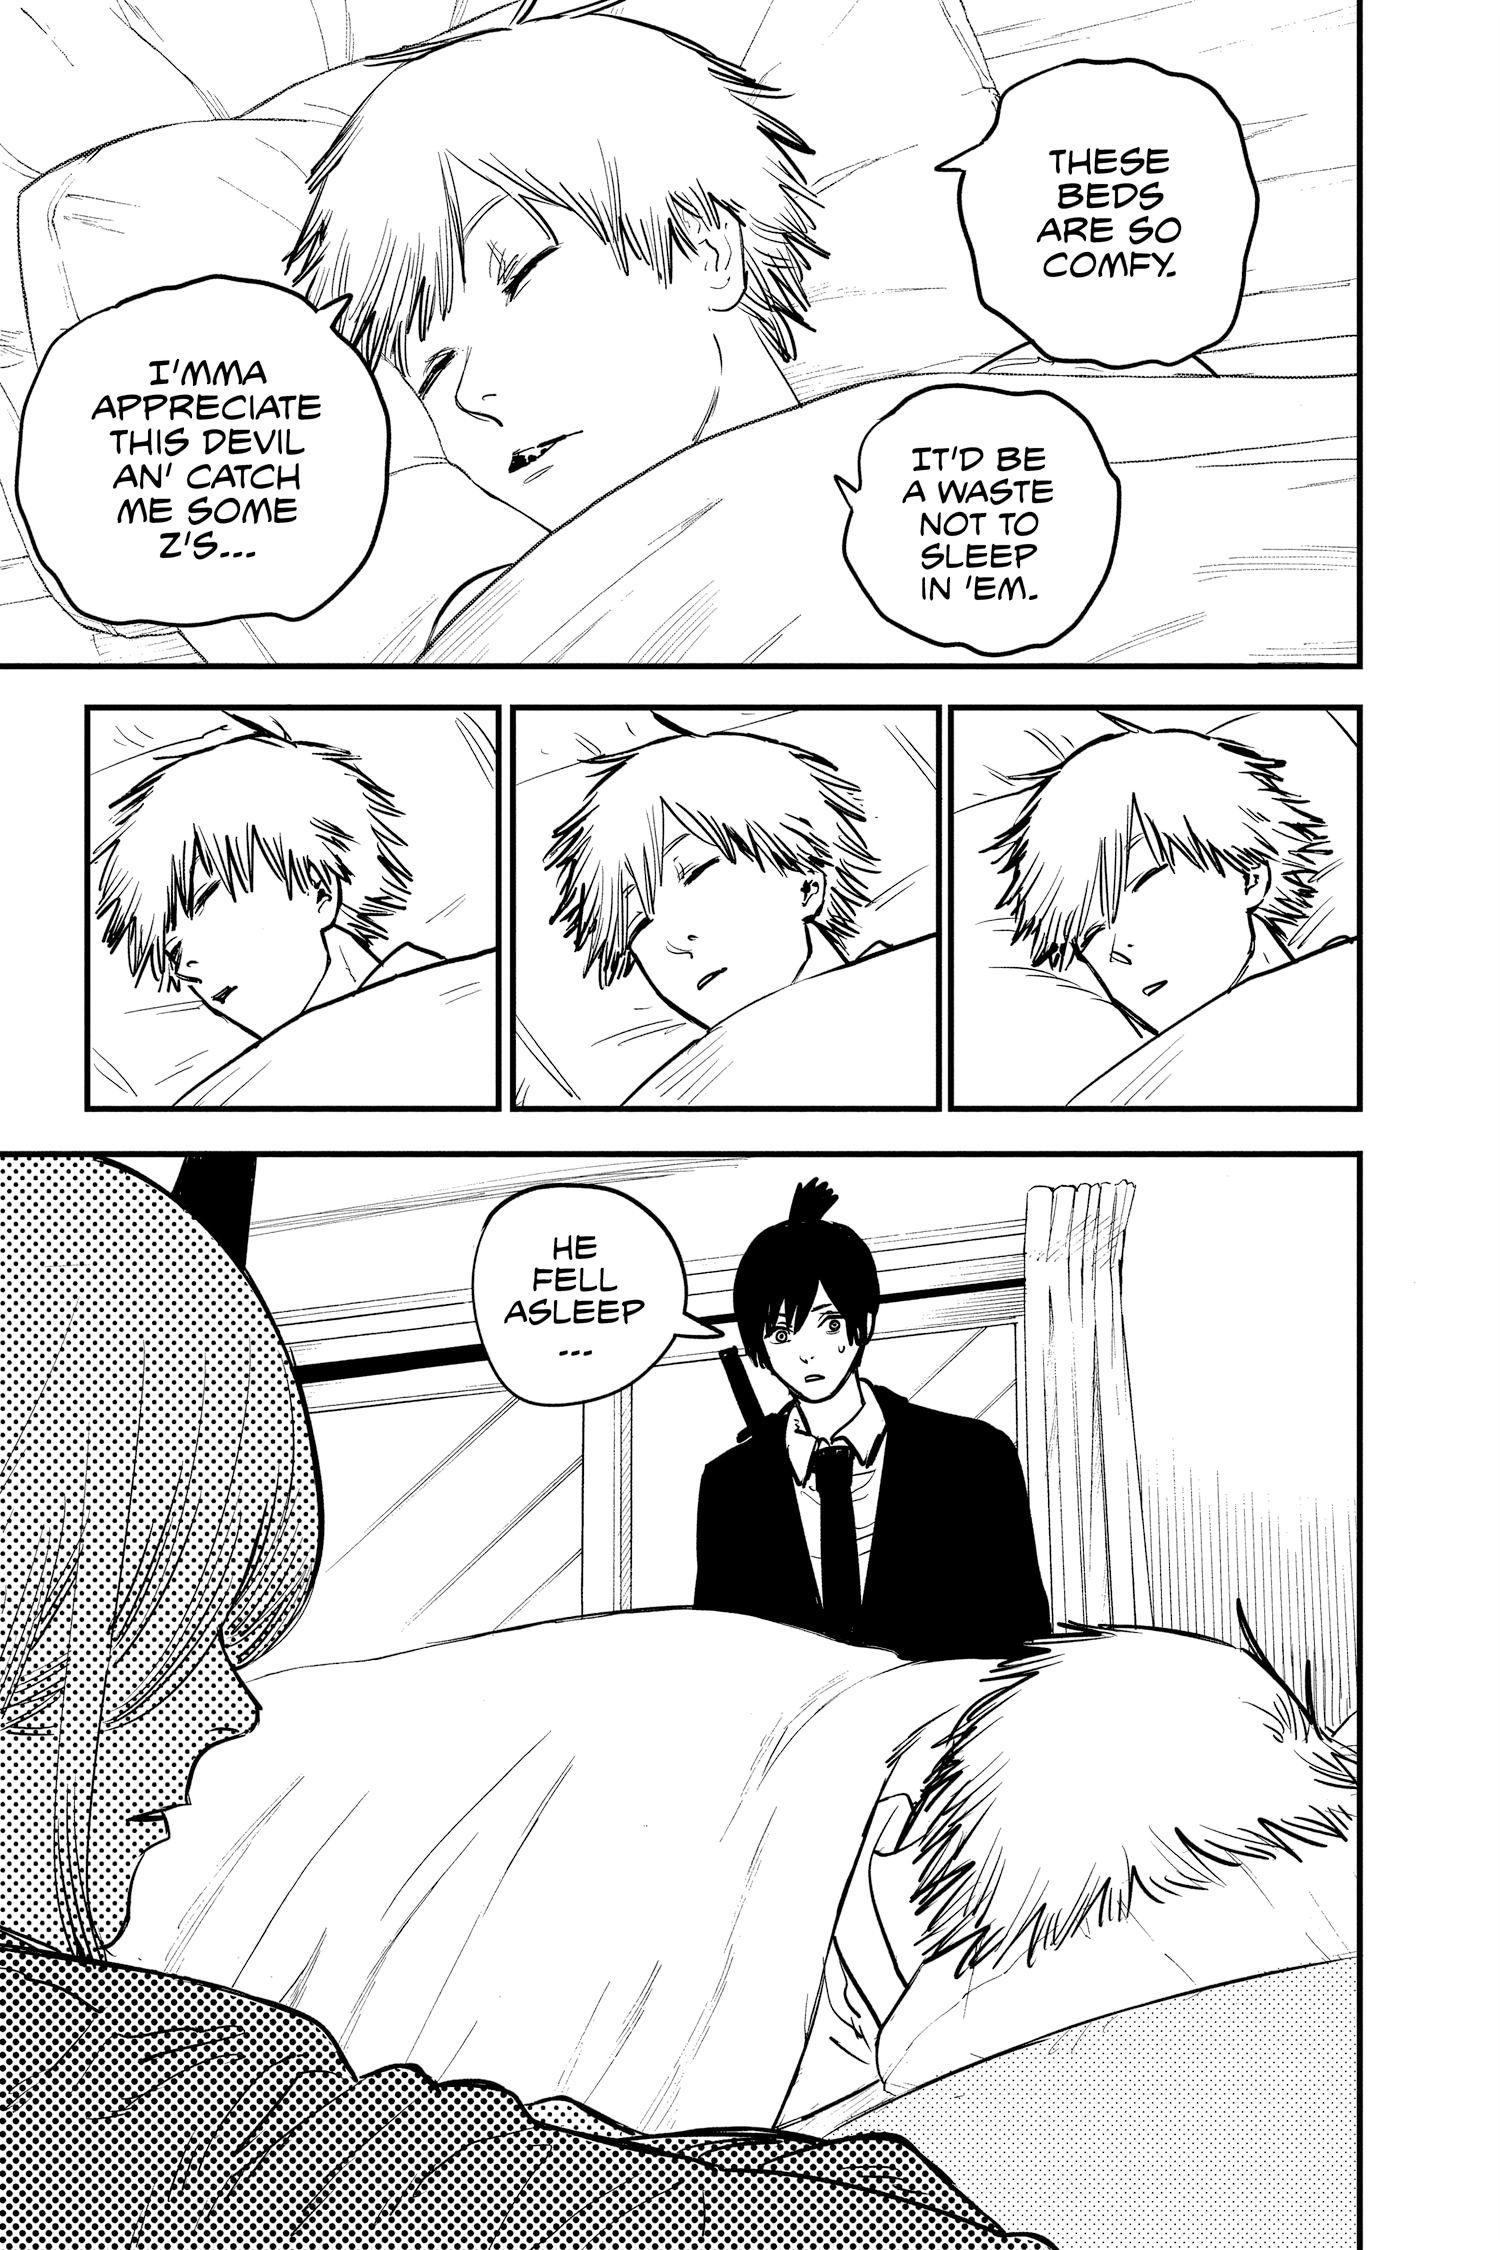 THESE
BEDS
ARE SO
COMFY.
IT'D BE
A WASTE
NOT TO
SLEEP
IN 'EM.
I'MMA
APPRECIATE
THIS DEVIL
AN' CATCH
ME SOME
Z'S...
HE
FELL
ASLEEP
...